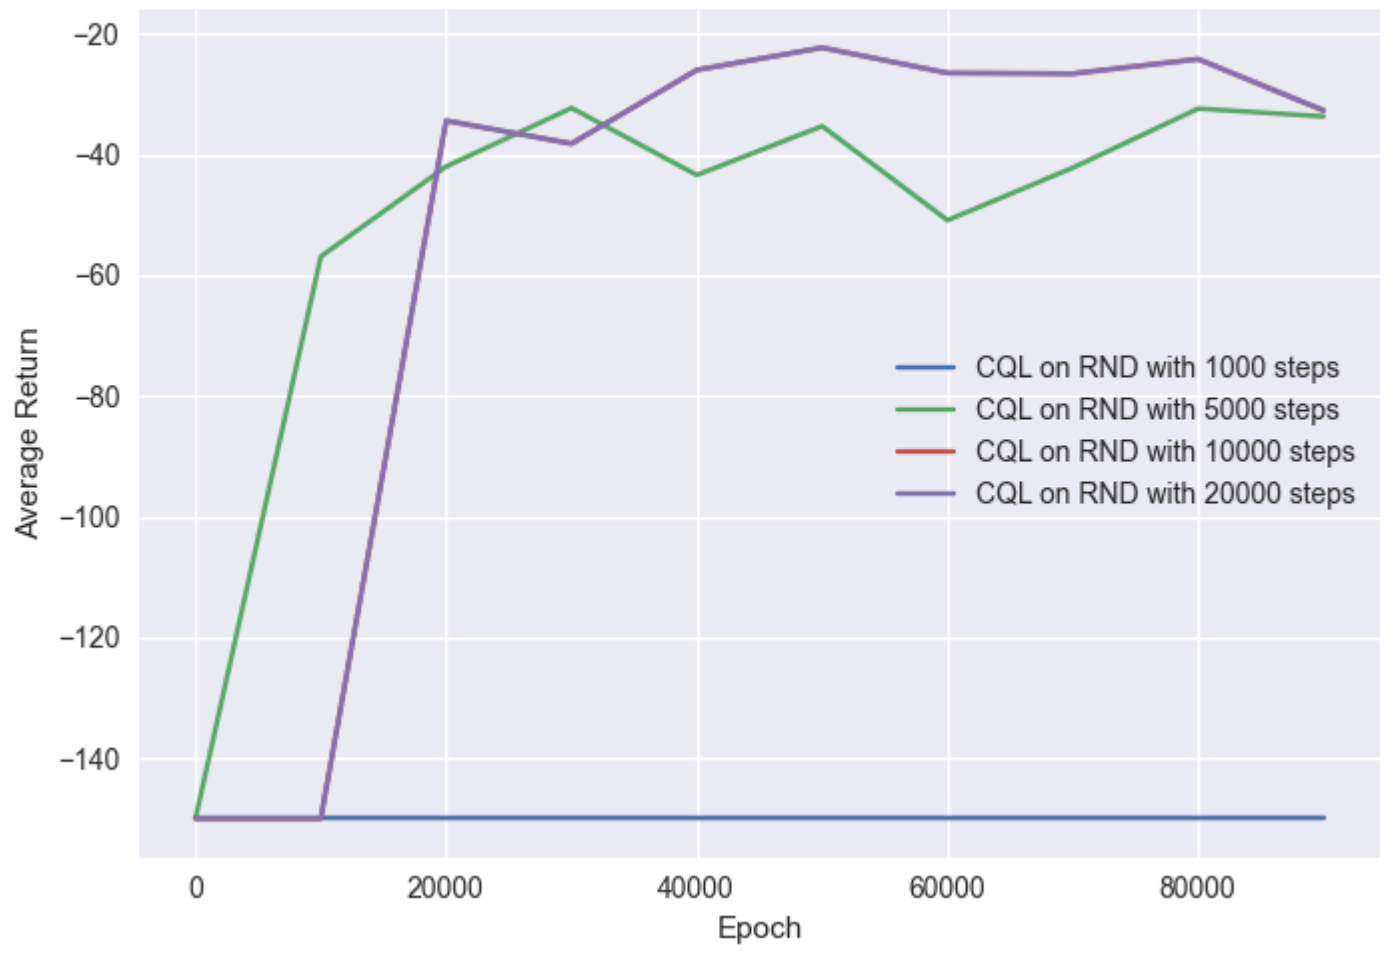 −20
−40
−60
−80
−100
−120
−140
Average Return
CQL on RND with 1000 steps
CQL on RND with 5000 steps
CQL on RND with 10000 steps
CQL on RND with 20000 steps
0 20000 40000 60000 80000
Epoch